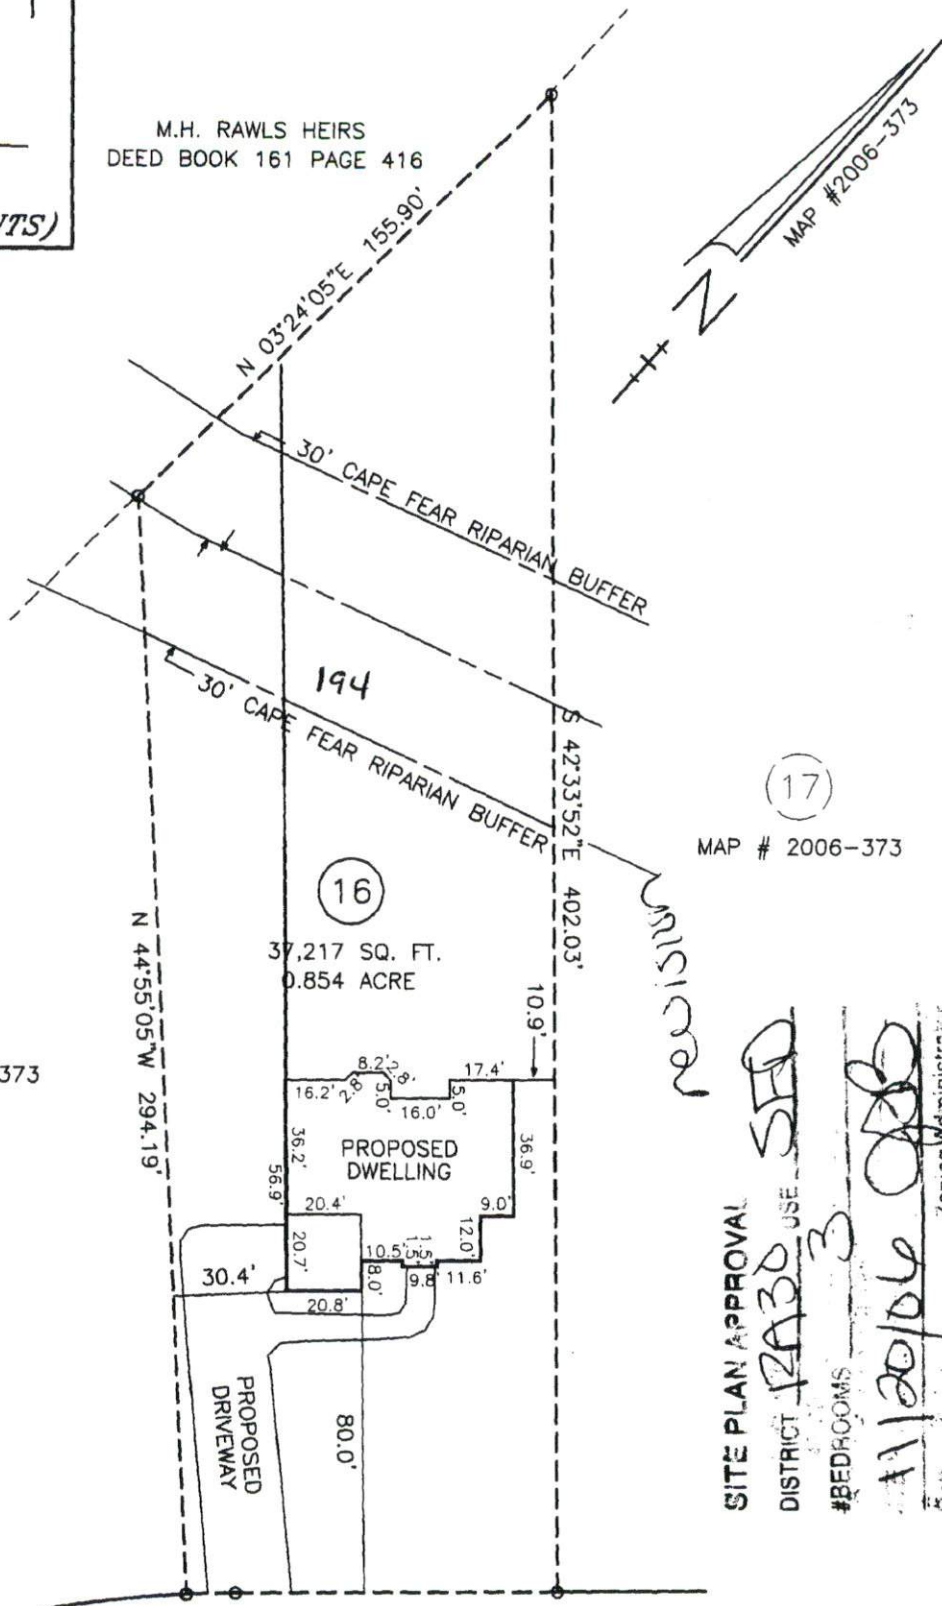 NTS)
M.H. RAWLS HEIRS
DEED BOOK 161 PAGE 416
N 03°24'05"E 155.90'
N
MAP #2006-373
30' CAPE FEAR RIPARIAN BUFFER
194
30' CAPE FEAR RIPARIAN BUFFER
S 42°33'52"E 402.03'
17
MAP # 2006-373
16
37,217 SQ. FT.
0.854 ACRE
N 44°55'05"W 294.19'
373
revision
10.9'
8.2'
2.8'
17.4'
16.2'
2.8'
5.0'
16.0'
5.0'
PROPOSED
DWELLING
36.2'
36.9'
56.9'
20.4'
9.0'
20.7'
12.0'
10.5'
1.5'
1.5'
30.4'
8.0'
9.8'
11.6'
20.8'
PROPOSED
DRIVEWAY
80.0'
SITE PLAN APPROVAL
DISTRICT RA30 USE SFD
#BEDROOMS 3
11/20/06
Zoning Administrator